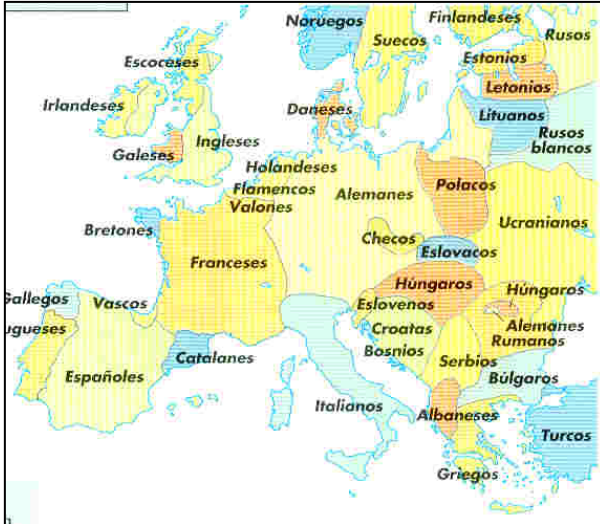 Noruegos
Finlandeses
Suecos
Rusos
Escoceses
Estonios
Letonios
Irlandeses
Daneses
Lituanos
Ingleses
Rusos
blancos
Galeses
Holandeses
Flamencos
Alemanes
Polacos
Valones
Ucranianos
Bretones
Checos
Eslovacos
Franceses
Húngaros
Húngaros
Gallegos
Vascos
Eslovenos
ugueses
Croatas
Alemanes
Rumanos
Bosnios
Serbios
Catalanes
Españoles
Búlgaros
Italianos
Albaneses
Turcos
Griegos